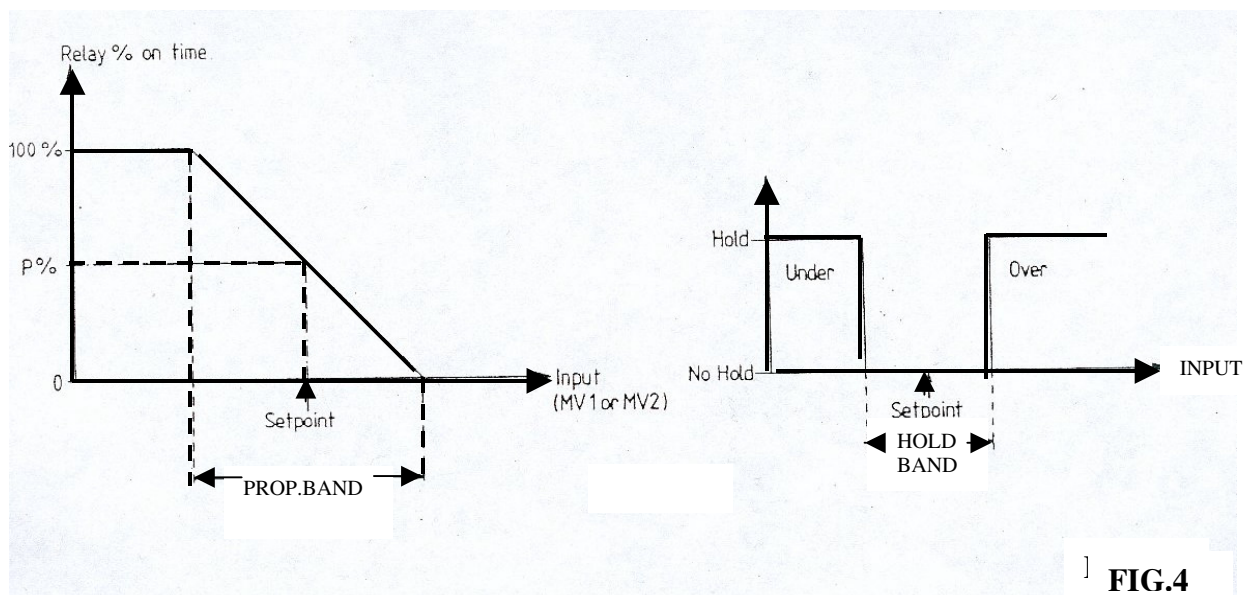 Relay % on time.
100 %
P%
0
Input
(MV1 or MV2)
Setpoint
PROP.BAND
Hold
Under
Over
No Hold
INPUT
Setpoint
HOLD
BAND
FIG.4